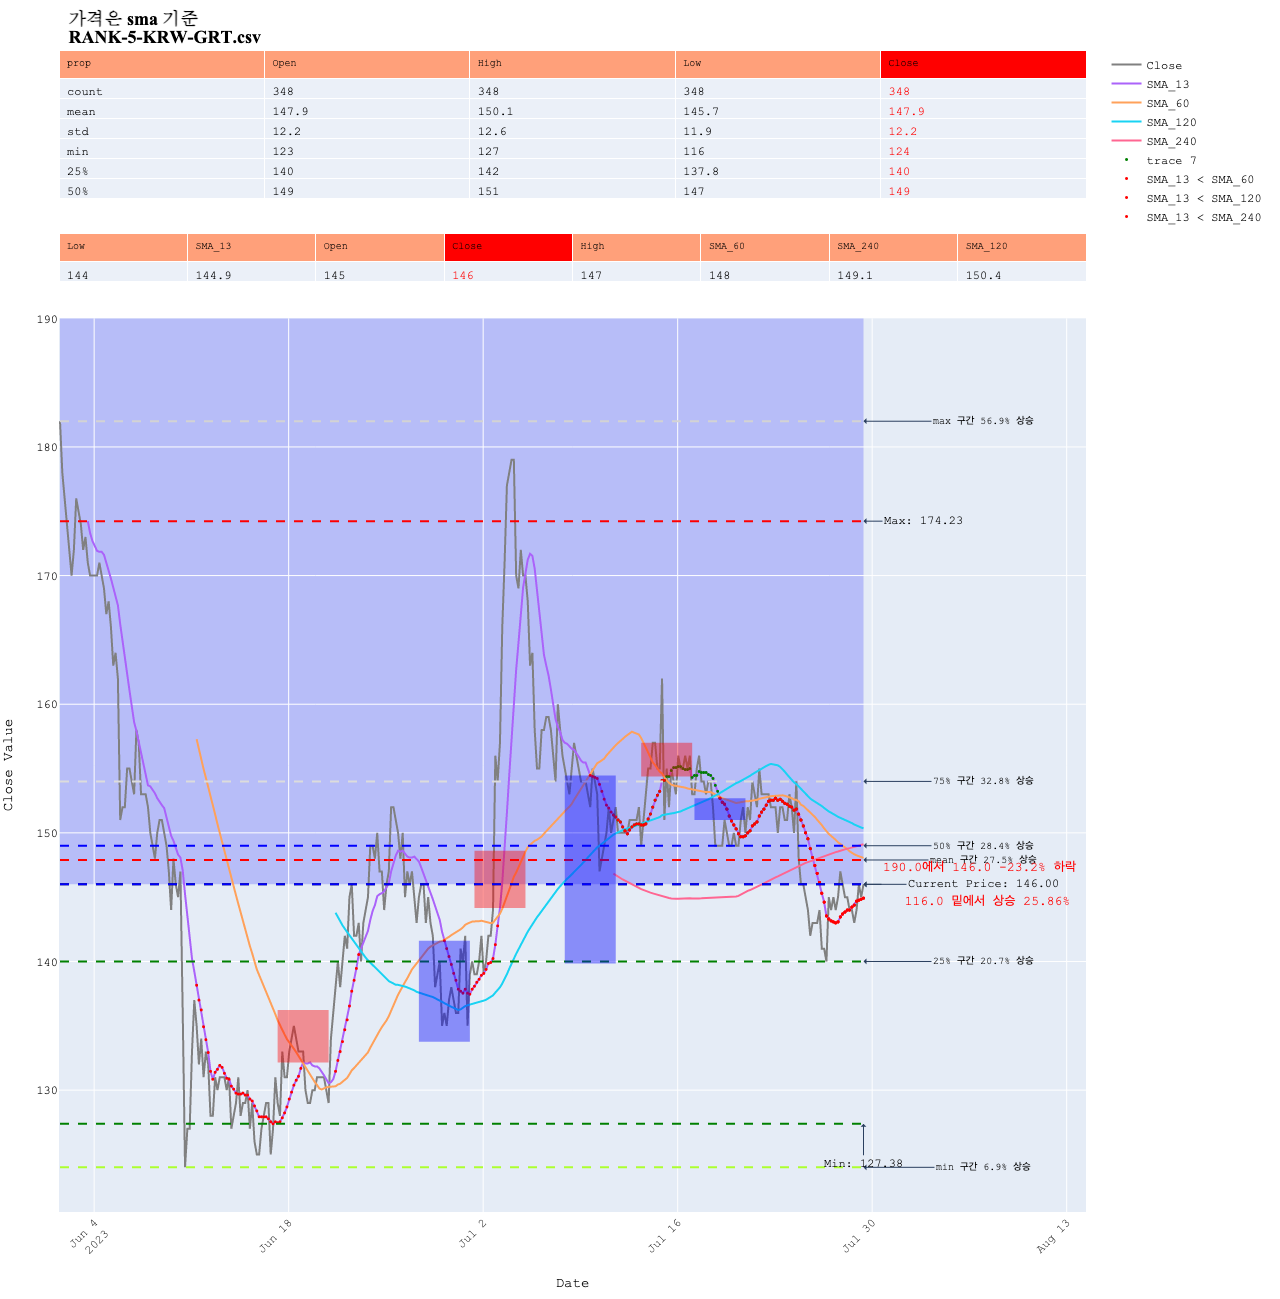 가격은 sma 기준
RANK-5-KRW-GRT.csv
prop Open High Low Close
count 348 348 348 348
mean 147.9 150.1 145.7 147.9
std 12.2 12.6 11.9 12.2
min 123 127 116 124
25% 140 142 137.8 140
50% 149 151 147 149
Low SMA_13 Open Close High SMA_60 SMA_240 SMA_120
144 144.9 145 146 147 148 149.1 150.4
Close
SMA_13
SMA_60
SMA_120
SMA_240
trace 7
SMA_13 < SMA_60
SMA_13 < SMA_120
SMA_13 < SMA_240
Close Value
190
180
170
160
150
140
130
max 구간 56.9% 상승
Max: 174.23
75% 구간 32.8% 상승
50% 구간 28.4% 상승
mean 구간 27.5% 상승
190.0에서 146.0 -23.2% 하락
Current Price: 146.00
116.0 밑에서 상승 25.86%
25% 구간 20.7% 상승
Min: 127.38
min 구간 6.9% 상승
Jun 4
2023
Jun 18
Jul 2
Jul 16
Jul 30
Aug 13
Date